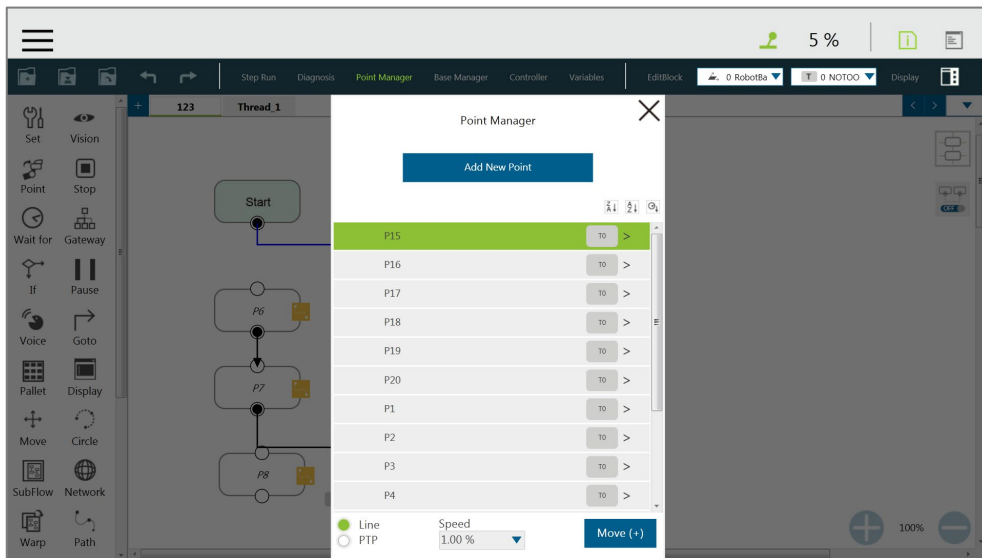 5 %
Step Run Diagnosis Point Manager Base Manager Controller Variables EditBlock 0 RobotBa T 0 NOTOO Display
+ 123 Thread_1 < >
Set Vision
Point Stop
Wait for Gateway
If Pause
Voice Goto
Pallet Display
Move Circle
SubFlow Network
Warp Path
Start
P6
P7
P8
Point Manager
Add New Point
P15 TO >
P16 TO >
P17 TO >
P18 TO >
P19 TO >
P20 TO >
P1 TO >
P2 TO >
P3 TO >
P4 TO >
Line
PTP
Speed
1.00 %
Move (+)
OFF
100%